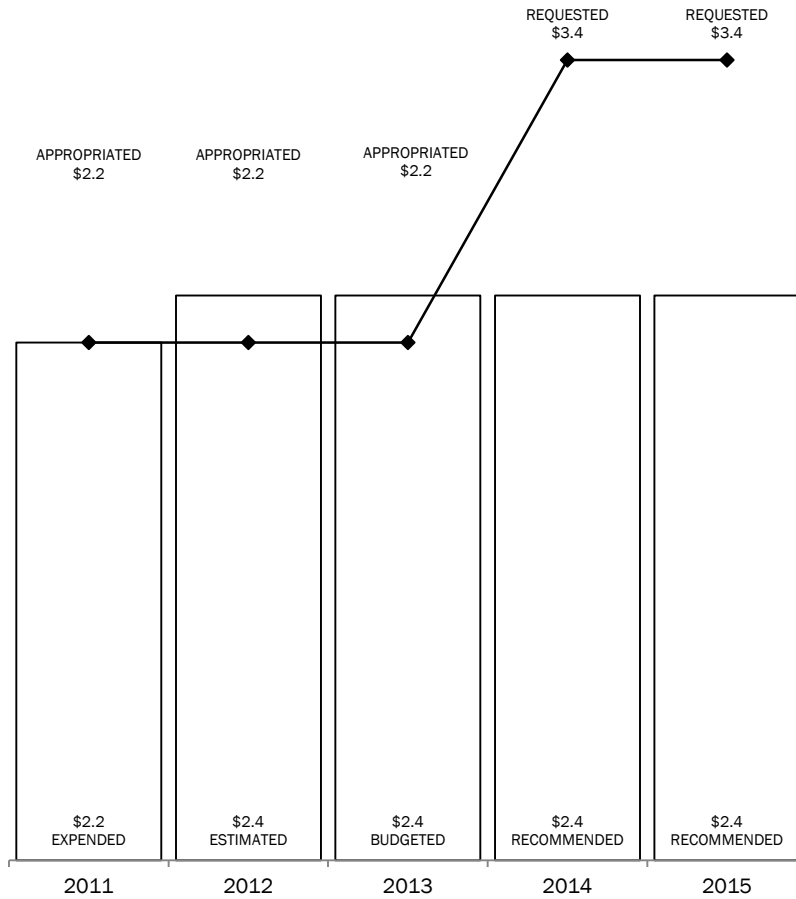 REQUESTED
$3.4
REQUESTED
$3.4
APPROPRIATED
$2.2
APPROPRIATED
$2.2
APPROPRIATED
$2.2
$2.2
EXPENDED
$2.4
ESTIMATED
$2.4
BUDGETED
$2.4
RECOMMENDED
$2.4
RECOMMENDED
2011
2012
2013
2014
2015